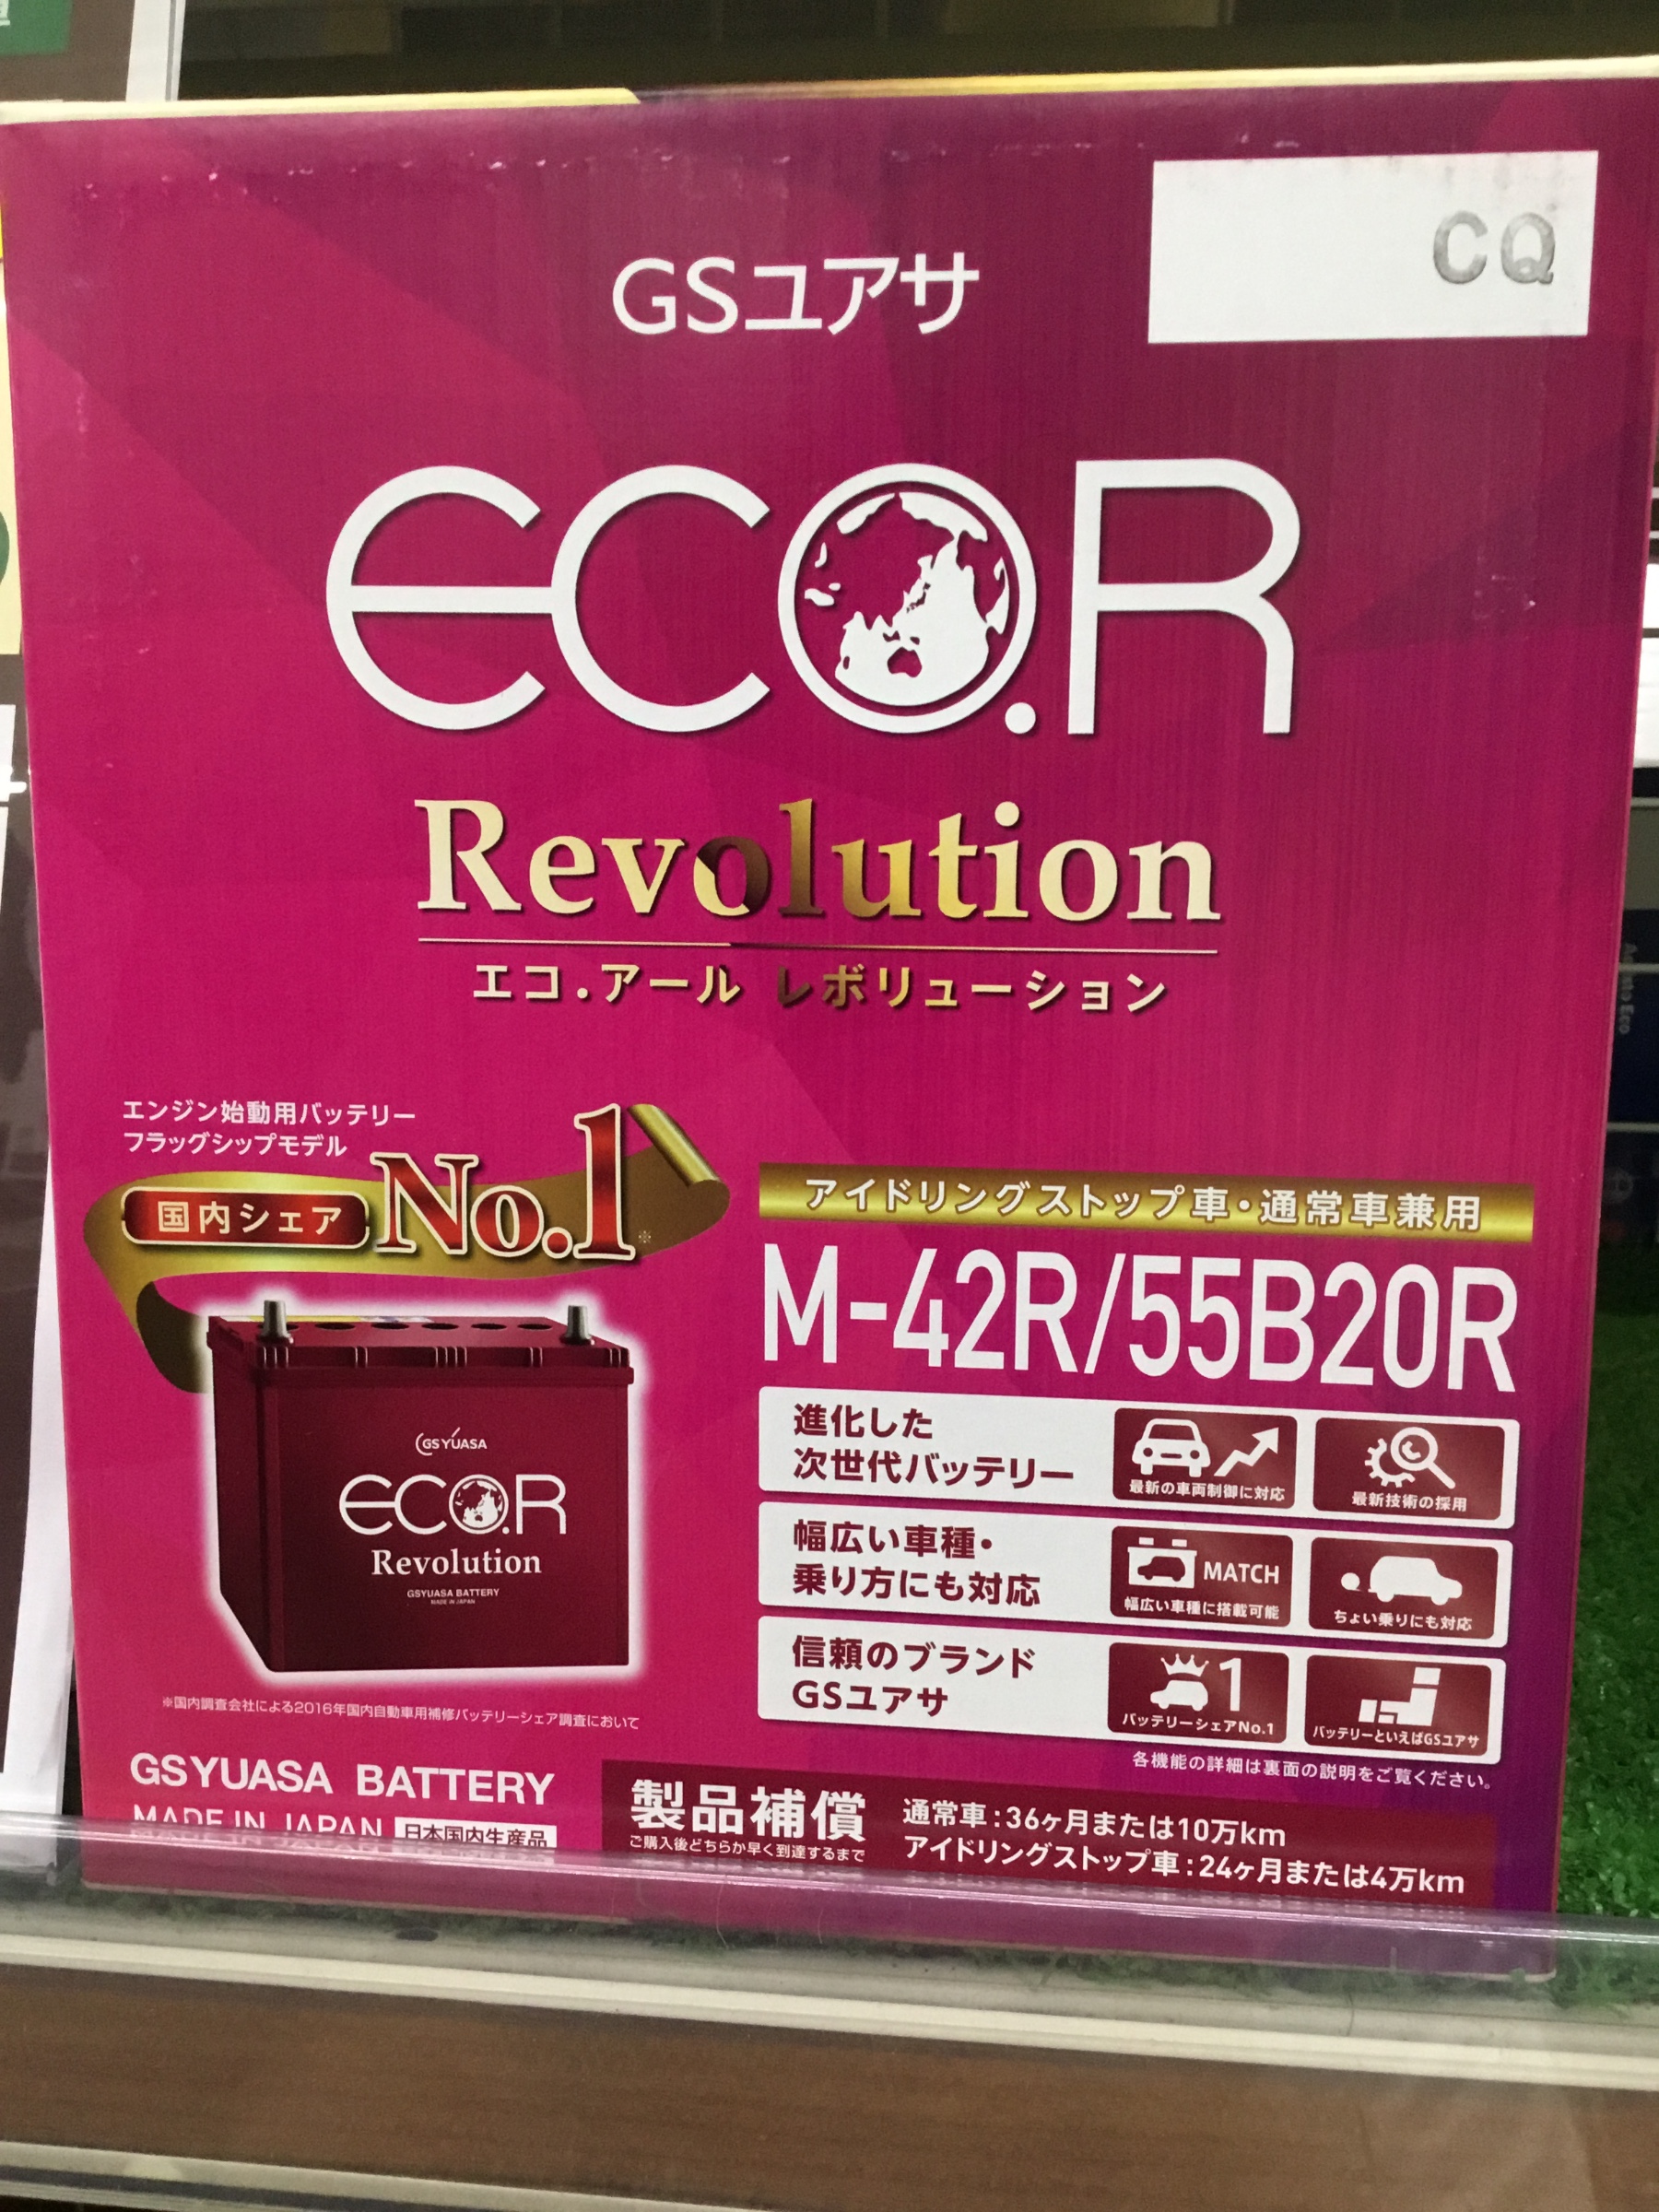 CQ
GSユアサ
ECO.R
Revolution
エコ.アール レボリューション
エンジン始動用バッテリー
フラッグシップモデル
国内シェア No.1※
アイドリングストップ車・通常車兼用
M-42R/55B20R
進化した
次世代バッテリー
最新の車両制御に対応
最新技術の採用
幅広い車種・
乗り方にも対応
MATCH
幅広い車種に搭載可能
ちょい乗りにも対応
信頼のブランド
GSユアサ
1
バッテリーシェアNo.1
バッテリーといえばGSユアサ
各機能の詳細は裏面の説明をご覧ください。
GS YUASA
ECO.R
Revolution
GSYUASA BATTERY
MADE IN JAPAN
※国内調査会社による2016年国内自動車用補修バッテリーシェア調査において
GSYUASA BATTERY
MADE IN JAPAN 日本国内生産品
製品補償
ご購入後どちらか早く到達するまで
通常車:36ヶ月または10万km
アイドリングストップ車:24ヶ月または4万km